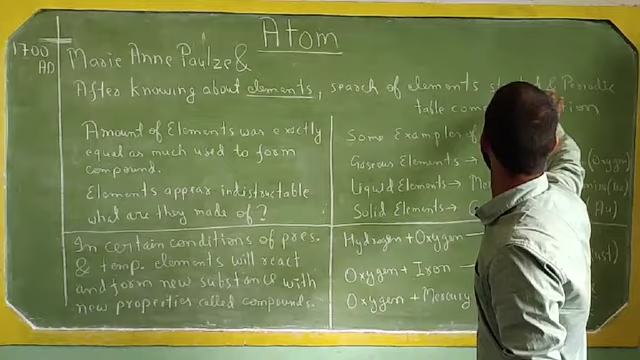 Atom
1700
AD
Marie Anne Paulze &
After knowing about elements, search of elements & Periodic
table
Amount of Elements was exactly
equal as much used to form
compound.
Elements appear indistructable
what are they made of?
In certain conditions of pres.
& temp. elements will react
and form new substance with
new properties called compounds.
Some Examples of
Gaseous Elements → (Oxygen)
Liquid Elements →
Solid Elements → (Au)
Hydrogen + Oxygen
Oxygen + Iron
Oxygen + Mercury